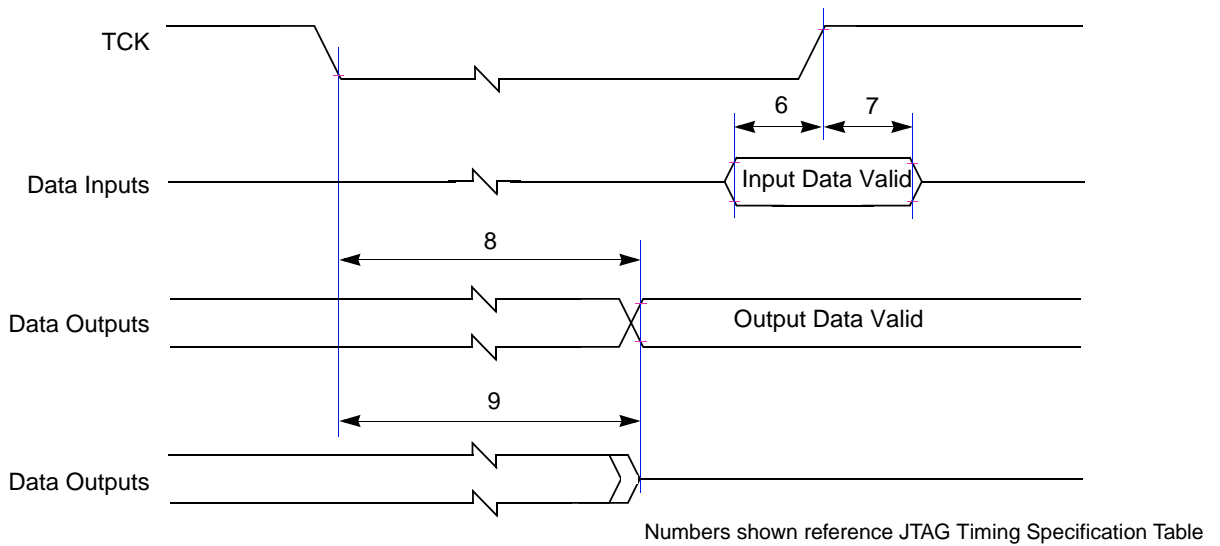 TCK
6
7
Data Inputs
Input Data Valid
8
Data Outputs
Output Data Valid
9
Data Outputs
Numbers shown reference JTAG Timing Specification Table